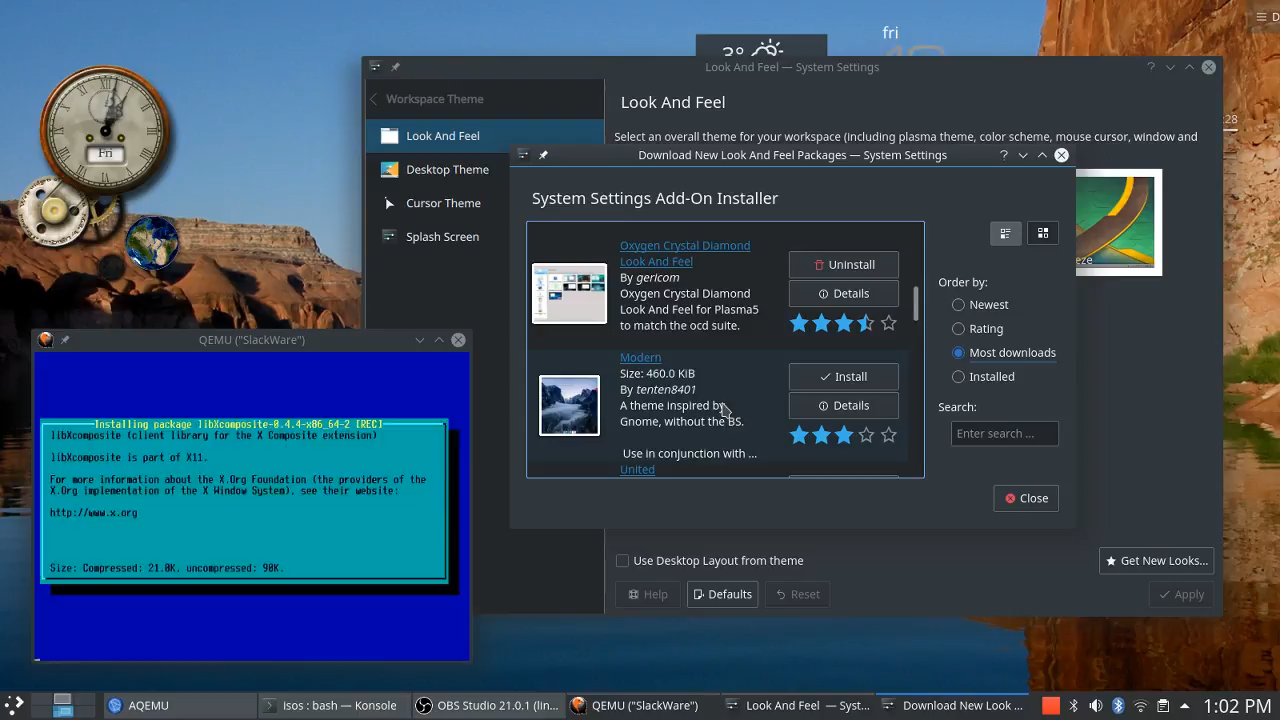 fri
3°
D
Look And Feel — System Settings
Workspace Theme
Look And Feel
Look And Feel
Desktop Theme
Cursor Theme
Splash Screen
Select an overall theme for your workspace (including plasma theme, color scheme, mouse cursor, window and
:28
eze
Fri
Download New Look And Feel Packages — System Settings
System Settings Add-On Installer
Oxygen Crystal Diamond
Look And Feel
By gericom
Oxygen Crystal Diamond
Look And Feel for Plasma5
to match the ocd suite.
Uninstall
Details
Modern
Size: 460.0 KIB
By tenten8401
A theme inspired by
Gnome, without the BS.
Use in conjunction with ...
Install
Details
United
Order by:
Newest
Rating
Most downloads
Installed
Search:
Enter search ...
Close
Use Desktop Layout from theme
Get New Looks...
Help
Defaults
Reset
Apply
QEMU ("SlackWare")
Installing package libXcomposite-0.4.4-x86_64-2 [REC]
libXcomposite (client library for the X Composite extension)
libXcomposite is part of X11.
For more information about the X.Org Foundation (the providers of the
X.Org implementation of the X Window System), see their website:
http://www.x.org
Size: Compressed: 21.0K, uncompressed: 90K.
AQEMU
isos : bash — Konsole
OBS Studio 21.0.1 (lin...
QEMU ("SlackWare")
Look And Feel — Syst...
Download New Look ...
1:02 PM